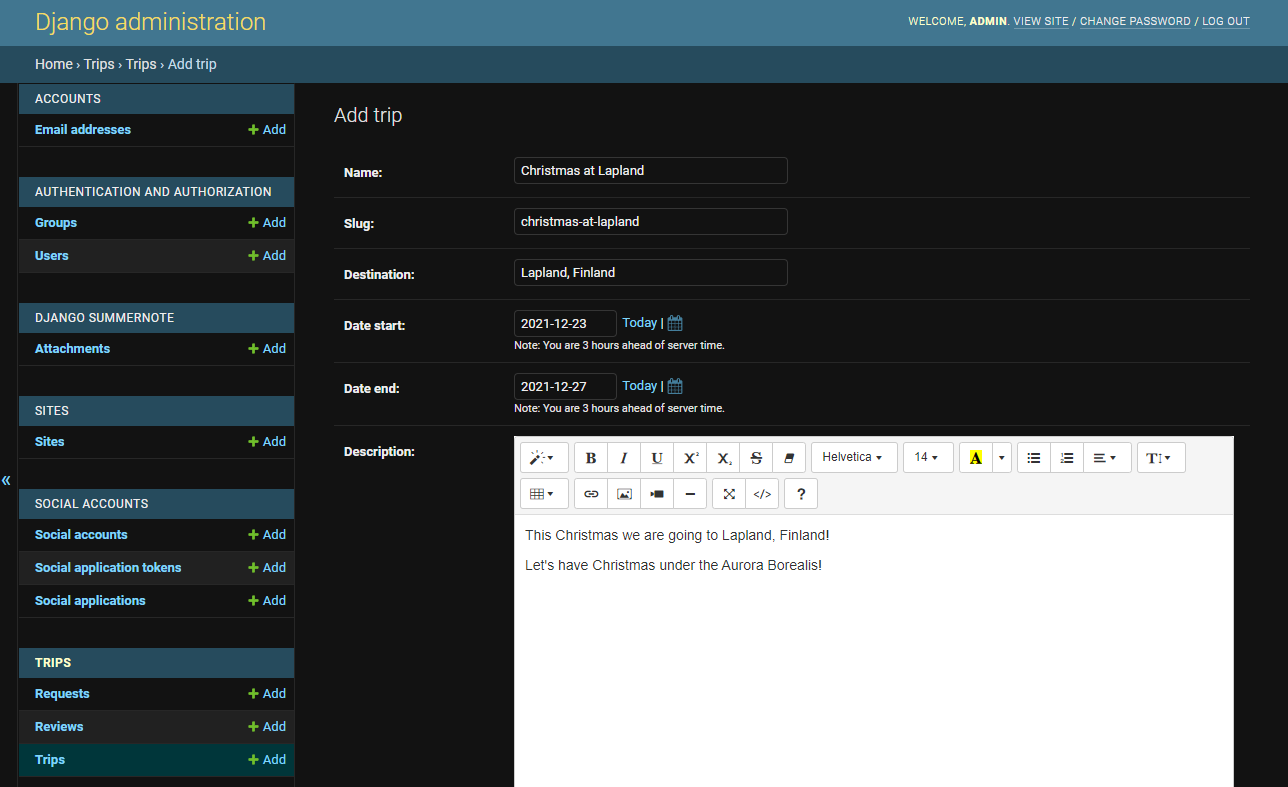 Django administration
WELCOME, ADMIN. VIEW SITE / CHANGE PASSWORD / LOG OUT
Home › Trips › Trips › Add trip
ACCOUNTS
Email addresses + Add
AUTHENTICATION AND AUTHORIZATION
Groups + Add
Users + Add
DJANGO SUMMERNOTE
Attachments + Add
SITES
Sites + Add
«
SOCIAL ACCOUNTS
Social accounts + Add
Social application tokens + Add
Social applications + Add
TRIPS
Requests + Add
Reviews + Add
Trips + Add
Add trip
Name: Christmas at Lapland
Slug: christmas-at-lapland
Destination: Lapland, Finland
Date start: 2021-12-23 Today |
Note: You are 3 hours ahead of server time.
Date end: 2021-12-27 Today |
Note: You are 3 hours ahead of server time.
Description:
B I U X² X₂ S Helvetica 14 A T
</> ?
This Christmas we are going to Lapland, Finland!
Let's have Christmas under the Aurora Borealis!